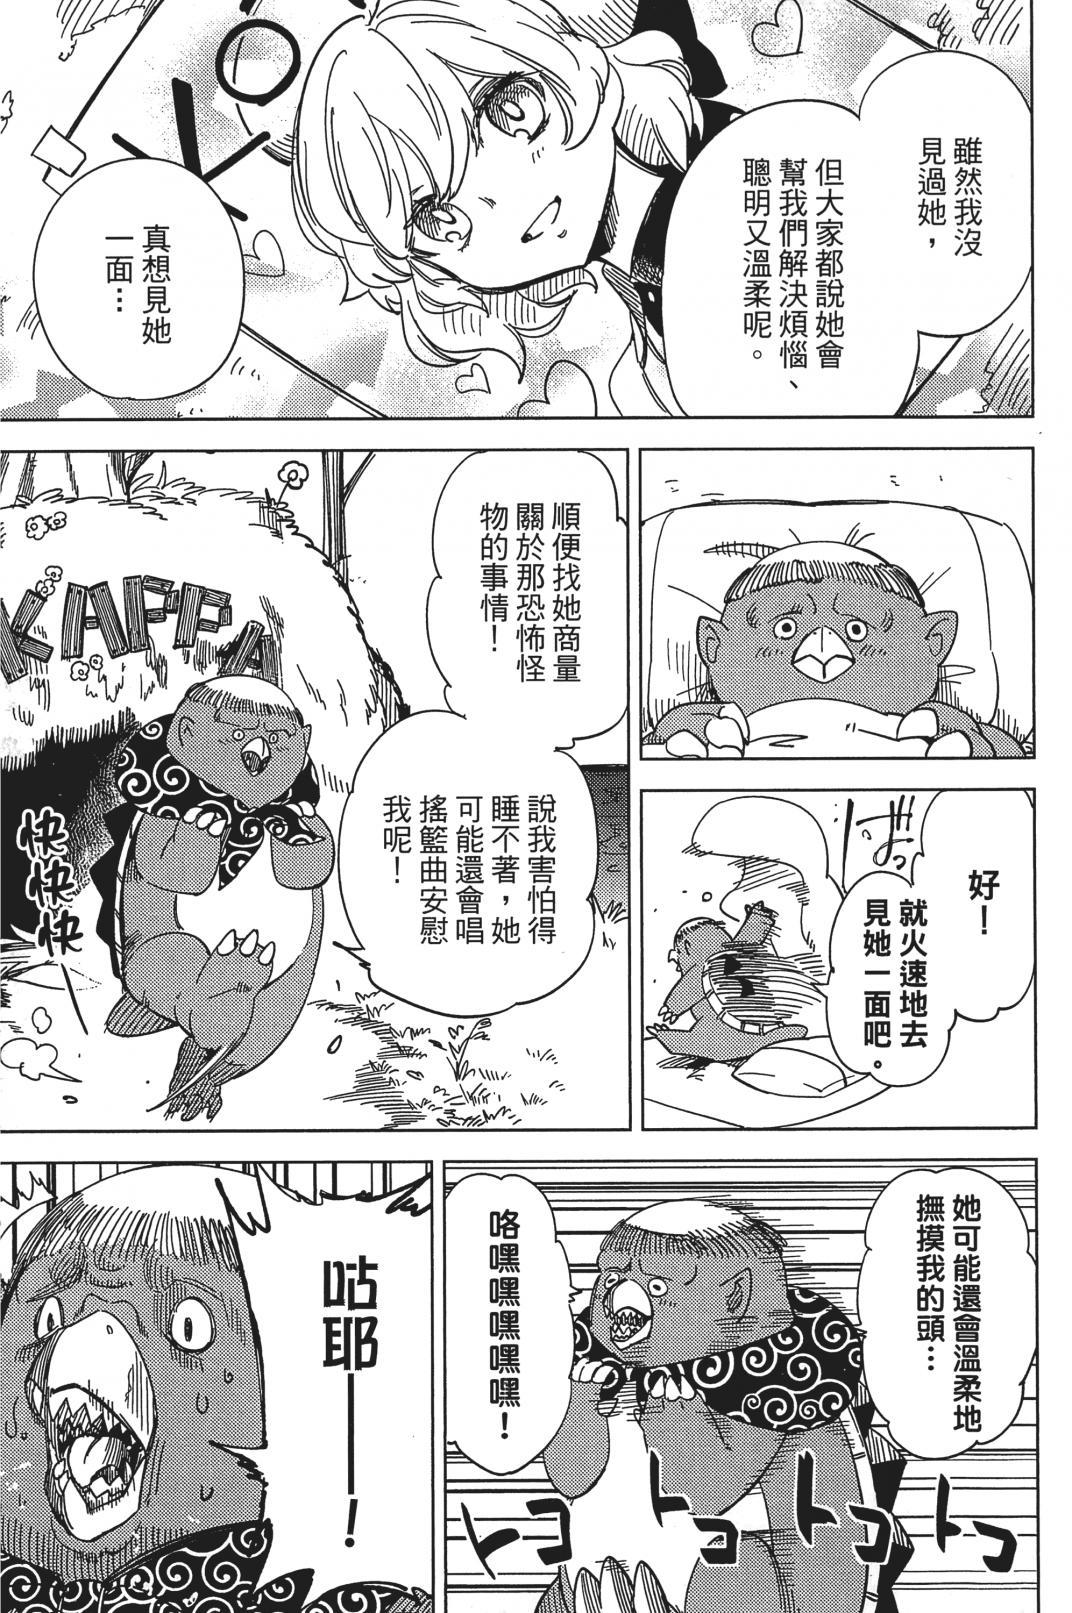 雖然我沒
見過她，
但大家都說她會
幫我們解決煩惱、
聰明又溫柔呢。
真想見她
一面…
順便找她商量
關於那恐怖怪
物的事情！
說我害怕得
睡不著，她
可能還會唱
搖籃曲安慰
我呢！
KAPPA
快快快—
好！
就火速地去
見她一面吧。
她可能還會溫柔地
撫摸我的頭…
咯嘿嘿嘿嘿嘿！
トコトコトコトコ
咕耶——！